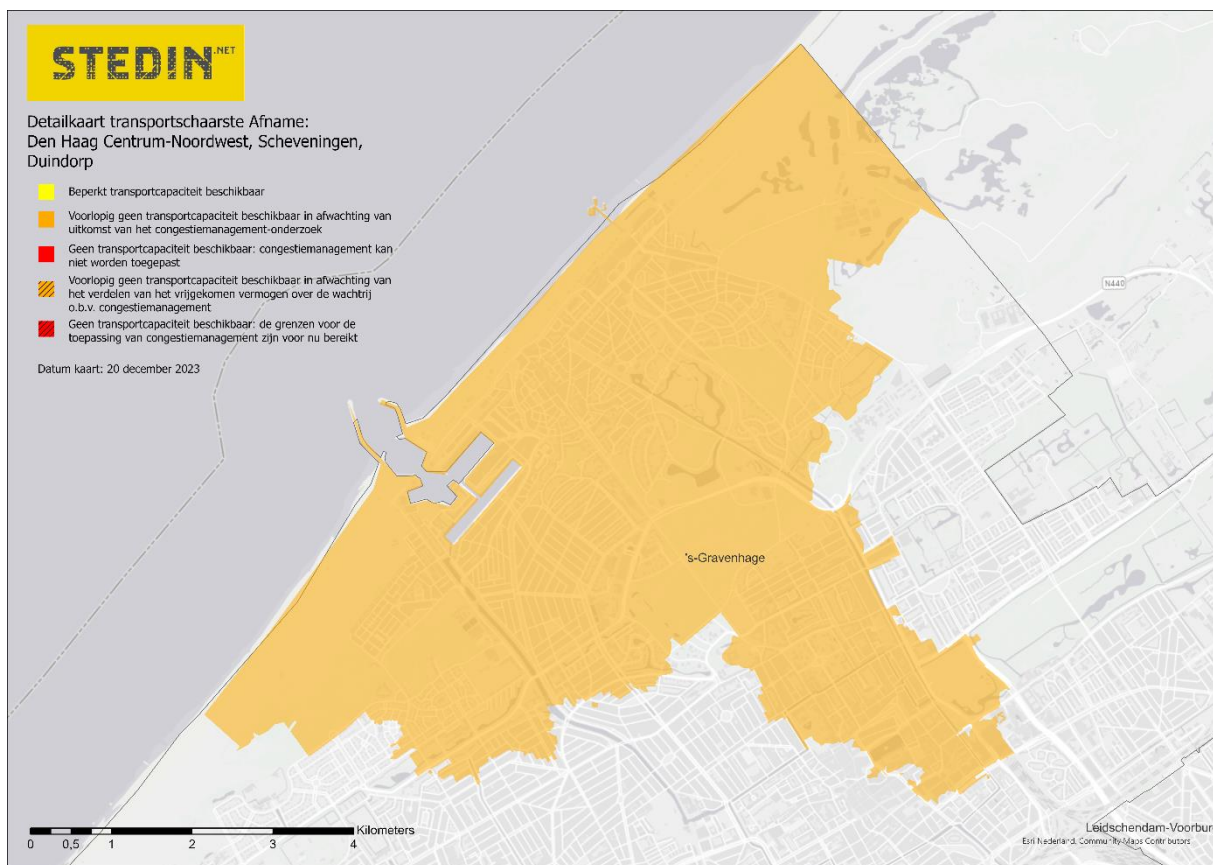 STEDIN.NET
Detailkaart transportschaarste Afname:
Den Haag Centrum-Noordwest, Scheveningen,
Duindorp
Beperkt transportcapaciteit beschikbaar
Voorlopig geen transportcapaciteit beschikbaar in afwachting van
uitkomst van het congestiemanagement-onderzoek
Geen transportcapaciteit beschikbaar: congestiemanagement kan
niet worden toegepast
Voorlopig geen transportcapaciteit beschikbaar in afwachting van
het verdelen van het vrijgekomen vermogen over de wachtrij
o.b.v. congestiemanagement
Geen transportcapaciteit beschikbaar: de grenzen voor de
toepassing van congestiemanagement zijn voor nu bereikt
Datum kaart: 20 december 2023
N440
's-Gravenhage
Kilometers
0 0,5 1 2 3 4
Leidschendam-Voorbur
Esri Nederland, Community Maps Contributors